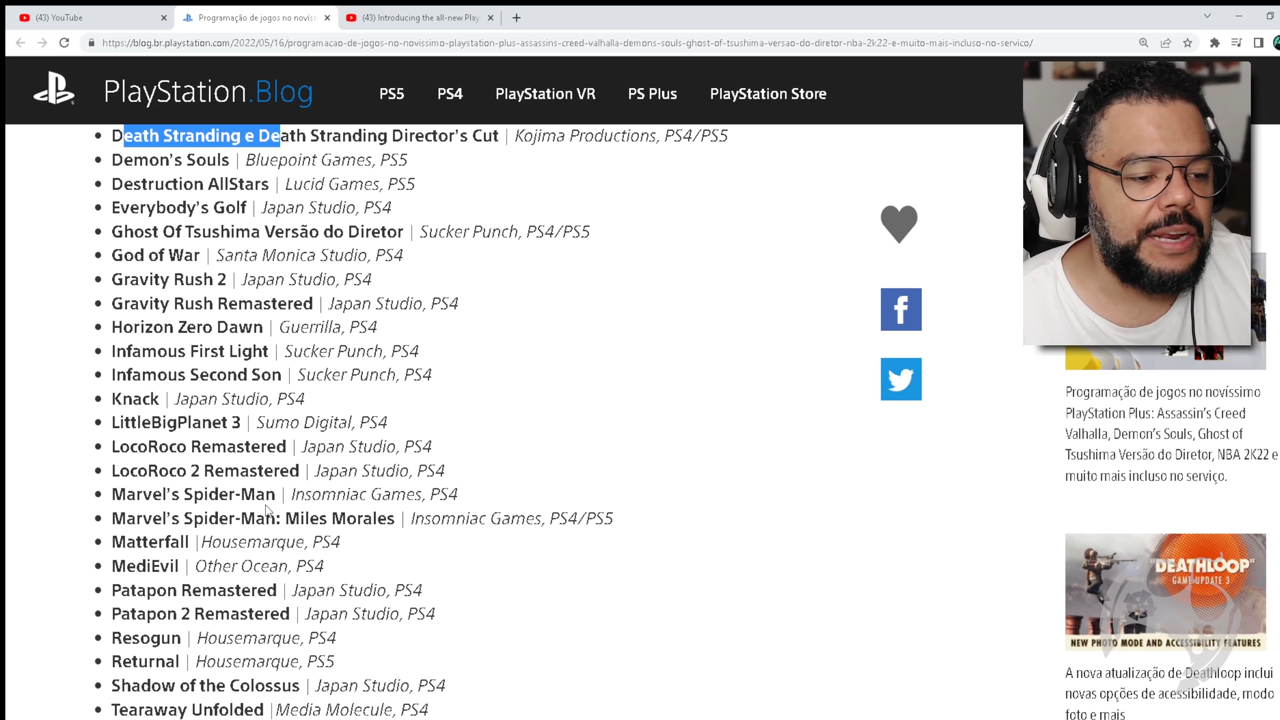 (43) YouTube
Programação de jogos no novíss
(43) Introducing the all-new Play
https://blog.br.playstation.com/2022/05/16/programacao-de-jogos-no-novissimo-playstation-plus-assassins-creed-valhalla-demons-souls-ghost-of-tsushima-versao-do-diretor-nba-2k22-e-muito-mais-incluso-no-servico/
PlayStation.Blog
PS5
PS4
PlayStation VR
PS Plus
PlayStation Store
Death Stranding e Death Stranding Director's Cut | Kojima Productions, PS4/PS5
Demon's Souls | Bluepoint Games, PS5
Destruction AllStars | Lucid Games, PS5
Everybody's Golf | Japan Studio, PS4
Ghost Of Tsushima Versão do Diretor | Sucker Punch, PS4/PS5
God of War | Santa Monica Studio, PS4
Gravity Rush 2 | Japan Studio, PS4
Gravity Rush Remastered | Japan Studio, PS4
Horizon Zero Dawn | Guerrilla, PS4
Infamous First Light | Sucker Punch, PS4
Infamous Second Son | Sucker Punch, PS4
Knack | Japan Studio, PS4
LittleBigPlanet 3 | Sumo Digital, PS4
LocoRoco Remastered | Japan Studio, PS4
LocoRoco 2 Remastered | Japan Studio, PS4
Marvel's Spider-Man | Insomniac Games, PS4
Marvel's Spider-Man: Miles Morales | Insomniac Games, PS4/PS5
Matterfall |Housemarque, PS4
MediEvil | Other Ocean, PS4
Patapon Remastered | Japan Studio, PS4
Patapon 2 Remastered | Japan Studio, PS4
Resogun | Housemarque, PS4
Returnal | Housemarque, PS5
Shadow of the Colossus | Japan Studio, PS4
Tearaway Unfolded |Media Molecule, PS4
Programação de jogos no novíssimo
PlayStation Plus: Assassin's Creed
Valhalla, Demon's Souls, Ghost of
Tsushima Versão do Diretor, NBA 2K22 e
muito mais incluso no serviço.
"DEATHLOOP"
GAME UPDATE 3
NEW PHOTO MODE AND ACCESSIBILITY FEATURES
A nova atualização de Deathloop inclui
novas opções de acessibilidade, modo
foto e mais